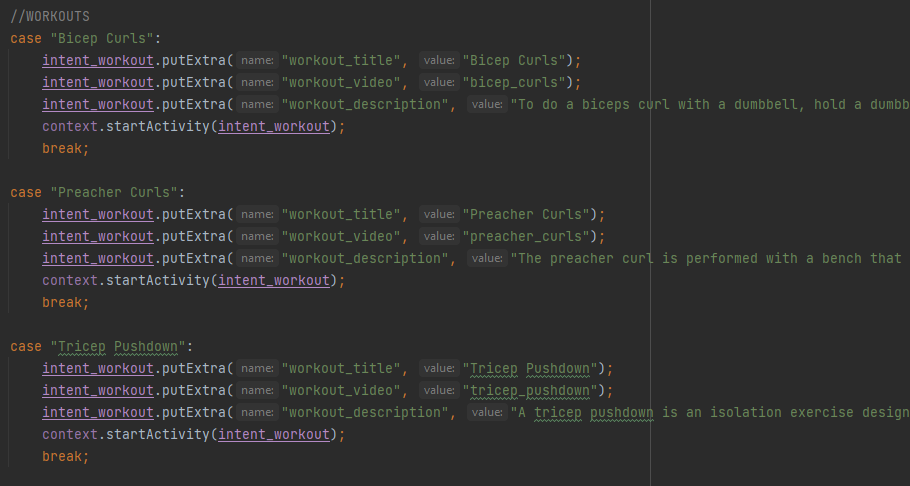 //WORKOUTS
case "Bicep Curls":
intent_workout.putExtra( name: "workout_title", value: "Bicep Curls");
intent_workout.putExtra( name: "workout_video", value: "bicep_curls");
intent_workout.putExtra( name: "workout_description", value: "To do a biceps curl with a dumbbell, hold a dumbb
context.startActivity(intent_workout);
break;
case "Preacher Curls":
intent_workout.putExtra( name: "workout_title", value: "Preacher Curls");
intent_workout.putExtra( name: "workout_video", value: "preacher_curls");
intent_workout.putExtra( name: "workout_description", value: "The preacher curl is performed with a bench that
context.startActivity(intent_workout);
break;
case "Tricep Pushdown":
intent_workout.putExtra( name: "workout_title", value: "Tricep Pushdown");
intent_workout.putExtra( name: "workout_video", value: "tricep_pushdown");
intent_workout.putExtra( name: "workout_description", value: "A tricep pushdown is an isolation exercise design
context.startActivity(intent_workout);
break;